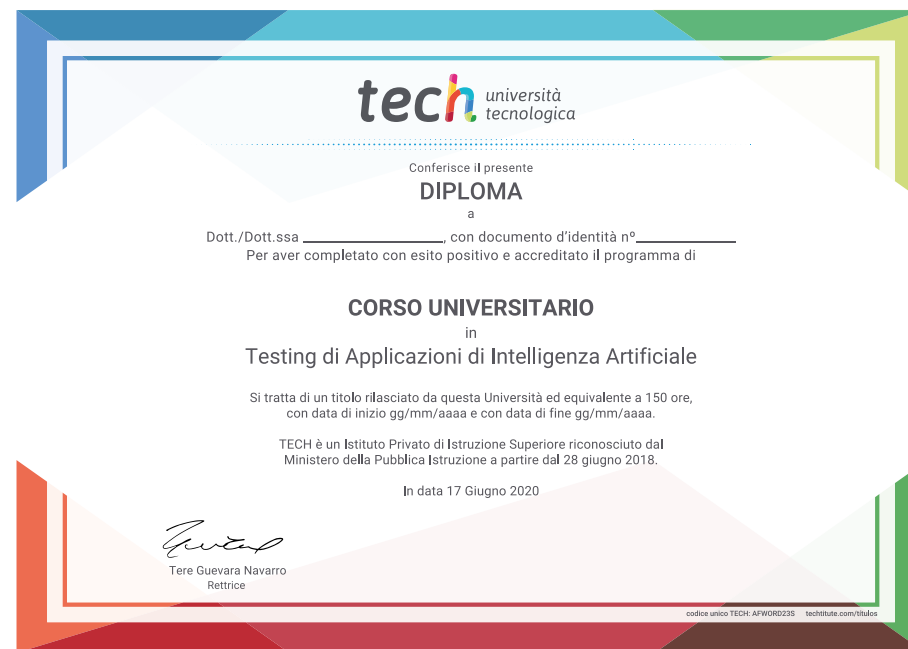 tech università
tecnologica
Conferisce il presente
DIPLOMA
a
Dott./Dott.ssa ________________, con documento d'identità nº____________
Per aver completato con esito positivo e accreditato il programma di
CORSO UNIVERSITARIO
in
Testing di Applicazioni di Intelligenza Artificiale
Si tratta di un titolo rilasciato da questa Università ed equivalente a 150 ore,
con data di inizio gg/mm/aaaa e con data di fine gg/mm/aaaa.
TECH è un Istituto Privato di Istruzione Superiore riconosciuto dal
Ministero della Pubblica Istruzione a partire dal 28 giugno 2018.
In data 17 Giugno 2020
Tere Guevara Navarro
Rettrice
codice unico TECH: AFWORD23S techtitute.com/titulos